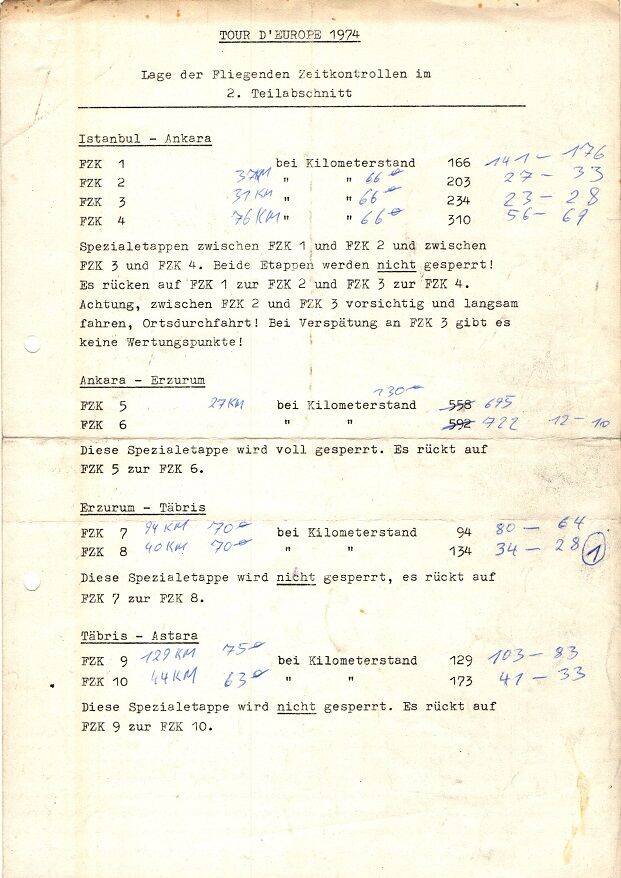 TOUR D'EUROPE 1974
Lage der Fliegenden Zeitkontrollen im
2. Teilabschnitt
Istanbul - Ankara
FZK 1 bei Kilometerstand 166 141 - 176
FZK 2 37KM " " 66 ø 203 27 - 33
FZK 3 31KM " " 66 ø 234 23 - 28
FZK 4 76KM " " 66 ø 310 56 - 69
Spezialetappen zwischen FZK 1 und FZK 2 und zwischen
FZK 3 und FZK 4. Beide Etappen werden nicht gesperrt!
Es rücken auf FZK 1 zur FZK 2 und FZK 3 zur FZK 4.
Achtung, zwischen FZK 2 und FZK 3 vorsichtig und langsam
fahren, Ortsdurchfahrt! Bei Verspätung an FZK 3 gibt es
keine Wertungspunkte!
Ankara - Erzurum
130
FZK 5 27KM bei Kilometerstand 558 695
FZK 6 " " 592 722 12 - 10
Diese Spezialetappe wird voll gesperrt. Es rückt auf
FZK 5 zur FZK 6.
Erzurum - Täbris
FZK 7 94KM 70 ø bei Kilometerstand 94 80 - 64
FZK 8 40KM 70 ø " " 134 34 - 28 1
Diese Spezialetappe wird nicht gesperrt, es rückt auf
FZK 7 zur FZK 8.
Täbris - Astara
FZK 9 129KM 75 ø bei Kilometerstand 129 103 - 83
FZK 10 44KM 63 ø " " 173 41 - 33
Diese Spezialetappe wird nicht gesperrt. Es rückt auf
FZK 9 zur FZK 10.